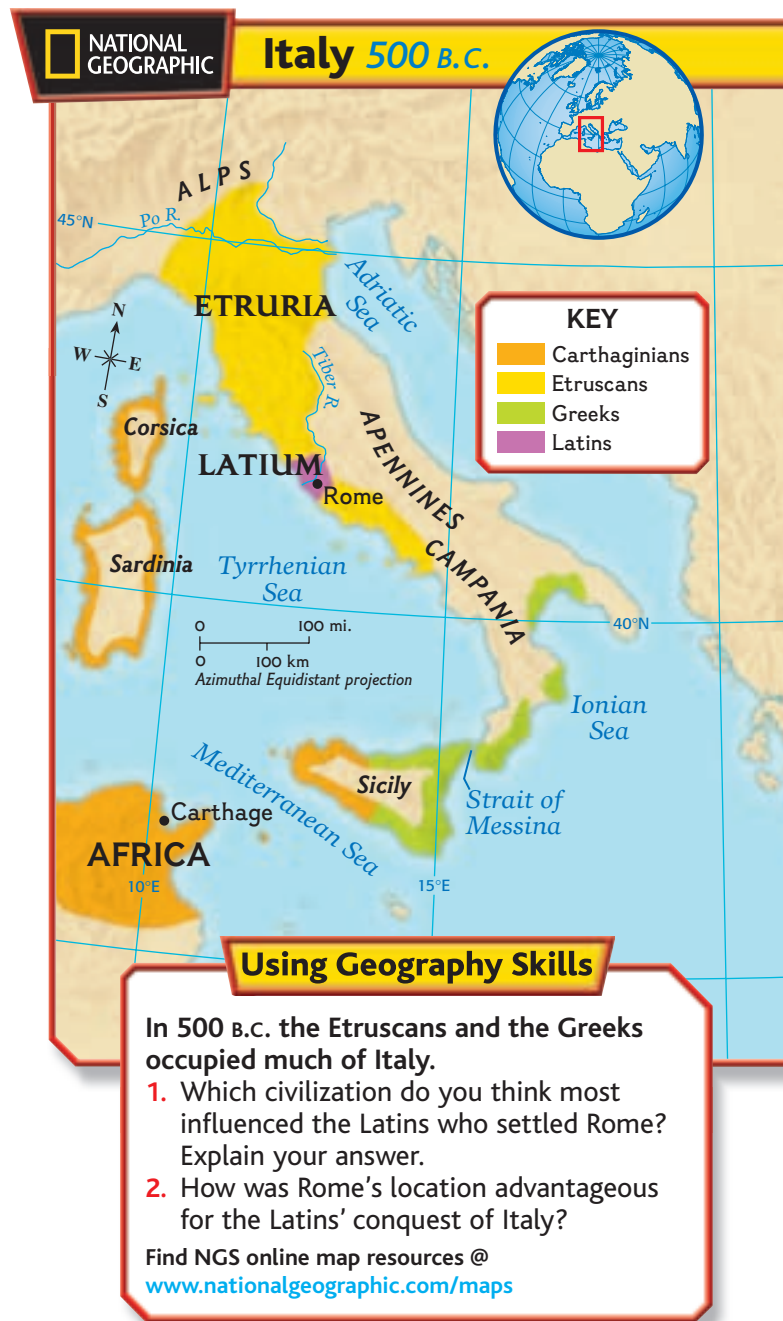 NATIONAL
GEOGRAPHIC
Italy 500 B.C.
ALPS
45°N
Po R.
Adriatic
Sea
ETRURIA
N
W E
S
KEY
Carthaginians
Etruscans
Greeks
Latins
Tiber R.
Corsica
APENNINES
LATIUM
Rome
CAMPANIA
Sardinia
Tyrrhenian
Sea
40°N
0 100 mi.
0 100 km
Azimuthal Equidistant projection
Ionian
Sea
Mediterranean Sea
Sicily
Strait of
Messina
Carthage
AFRICA
10°E
15°E
Using Geography Skills
In 500 B.C. the Etruscans and the Greeks
occupied much of Italy.
1. Which civilization do you think most
influenced the Latins who settled Rome?
Explain your answer.
2. How was Rome's location advantageous
for the Latins' conquest of Italy?
Find NGS online map resources @
www.nationalgeographic.com/maps